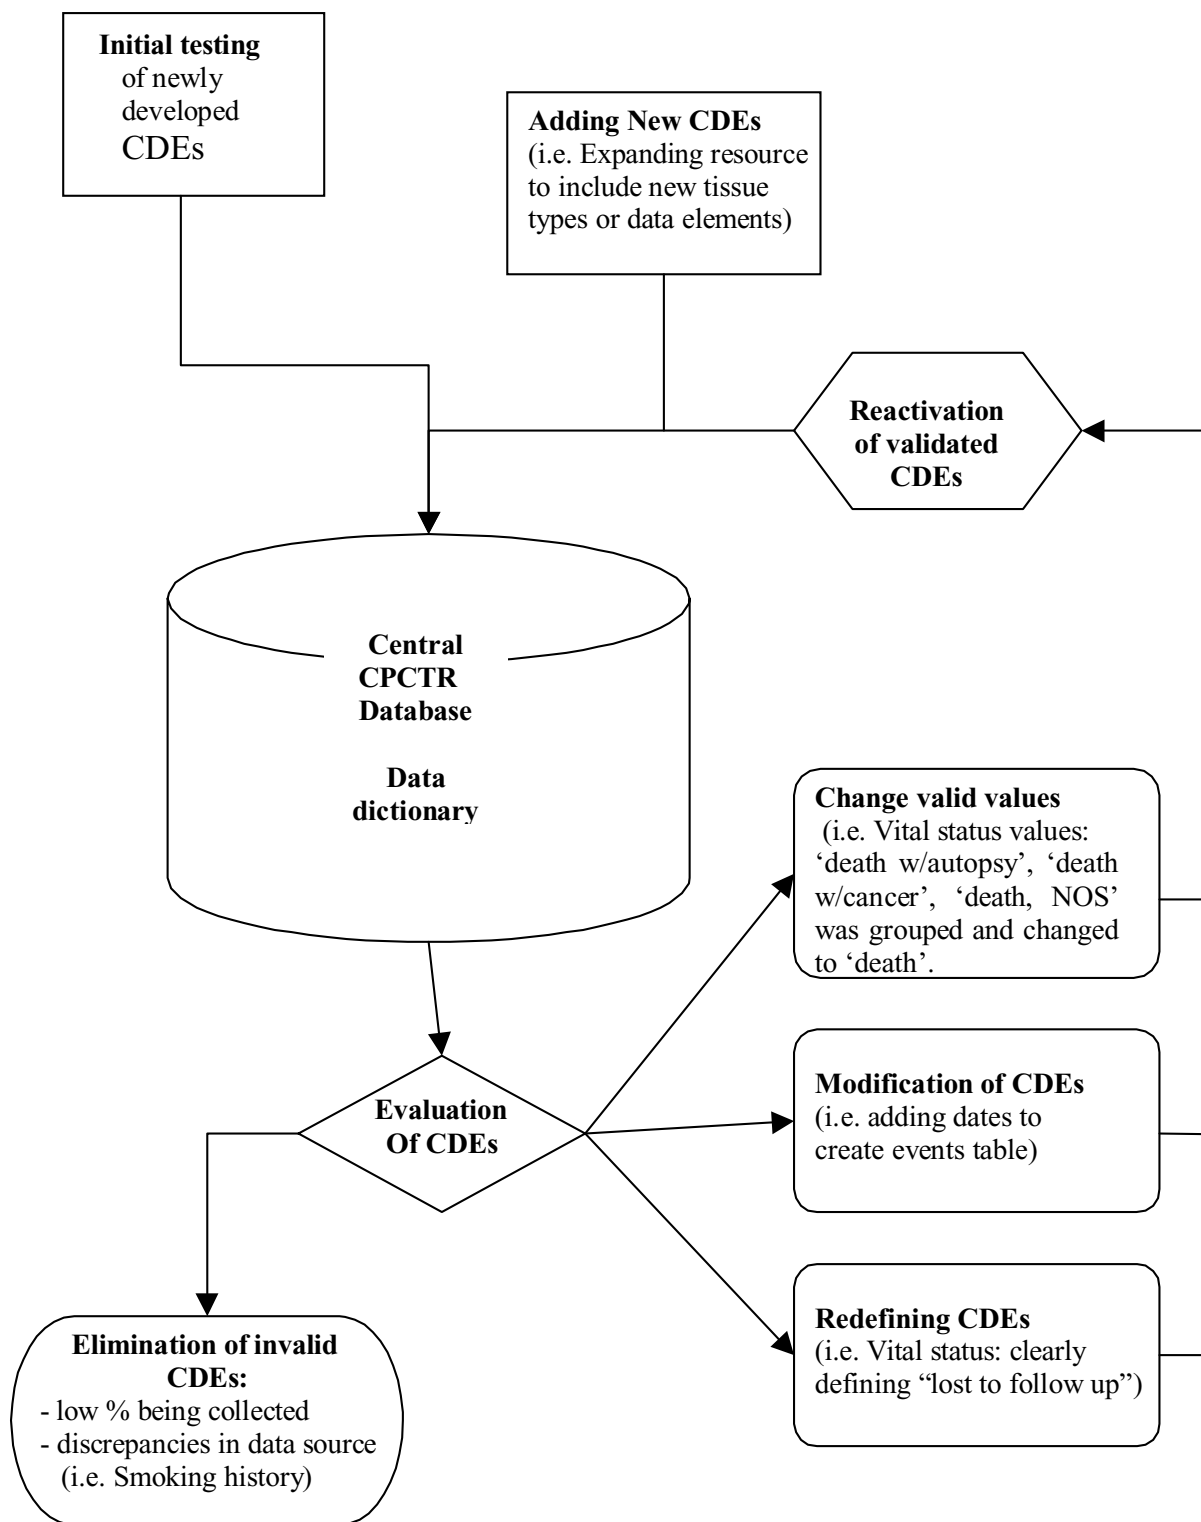 Initial testing
of newly
developed
CDEs
Adding New CDEs
(i.e. Expanding resource
to include new tissue
types or data elements)
Reactivation
of validated
CDEs
Central
CPCTR
Database
Data
dictionary
Change valid values
(i.e. Vital status values:
‘death w/autopsy’, ‘death
w/cancer’, ‘death, NOS’
was grouped and changed
to ‘death’.
Evaluation
Of CDEs
Modification of CDEs
(i.e. adding dates to
create events table)
Redefining CDEs
(i.e. Vital status: clearly
defining “lost to follow up”)
Elimination of invalid
CDEs:
- low % being collected
- discrepancies in data source
(i.e. Smoking history)